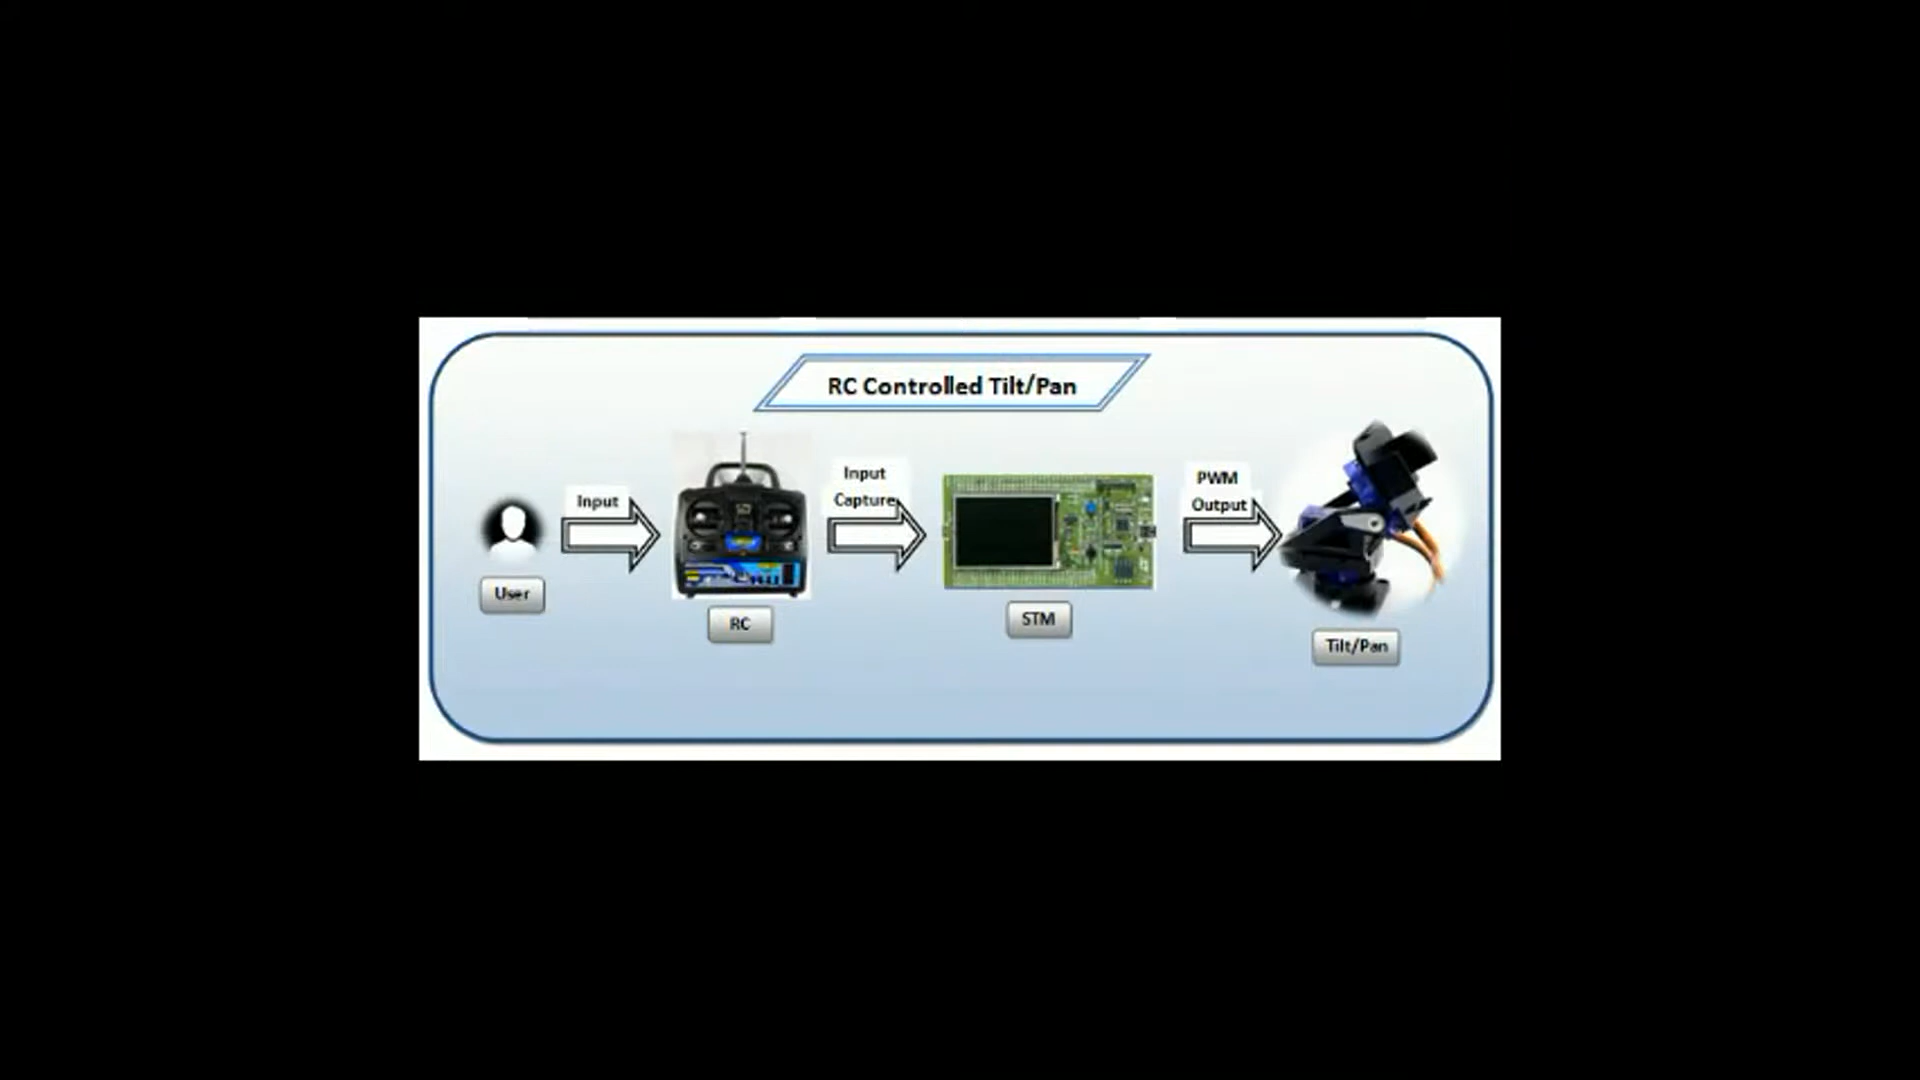 RC Controlled Tilt/Pan
Input
Input
Capture
PWM
Output
User
RC
STM
Tilt/Pan